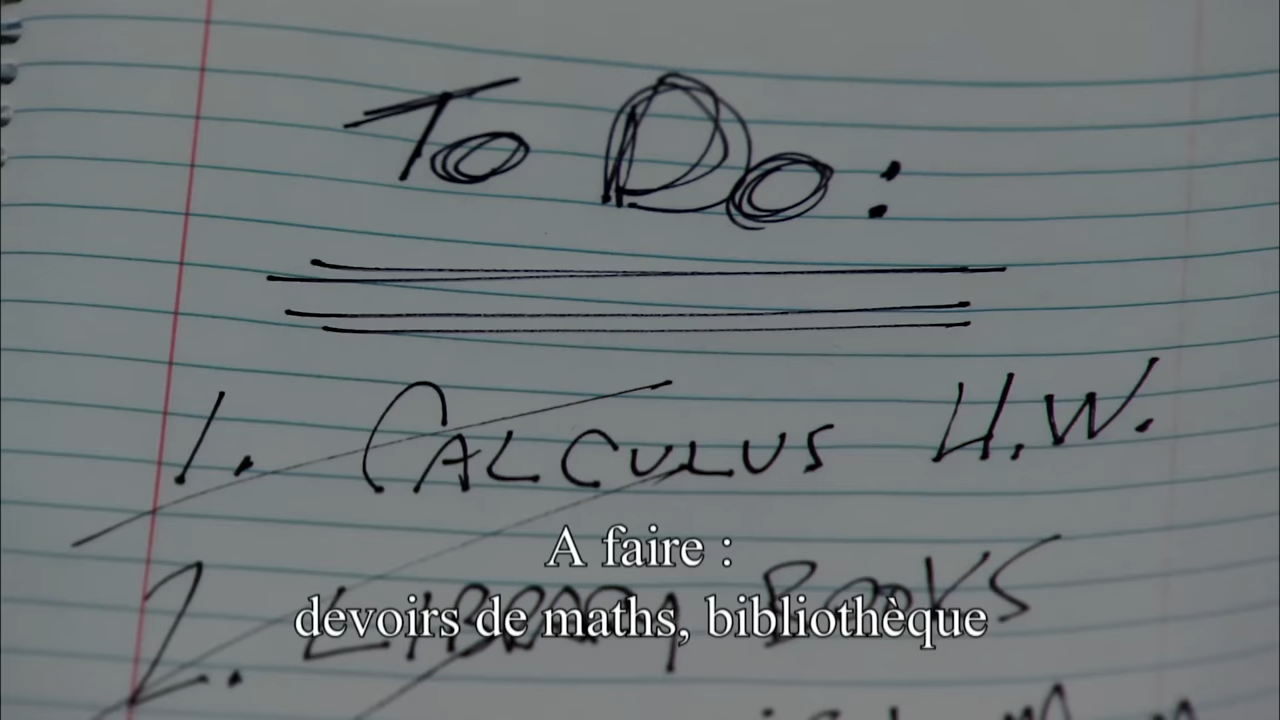 To Do:
1. CALCULUS H.W.
2. LIBRARY BOOKS
A faire :
devoirs de maths, bibliothèque